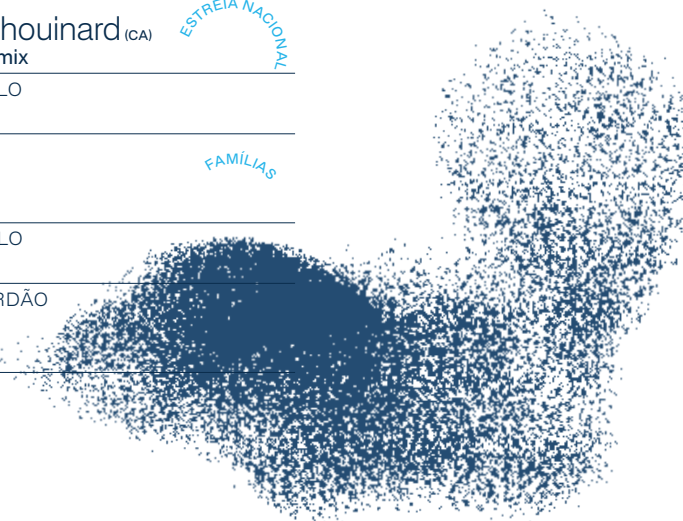 houinard (CA)
ESTREIA NACIONAL
mix
LO
FAMÍLIAS
LO
RDÃO